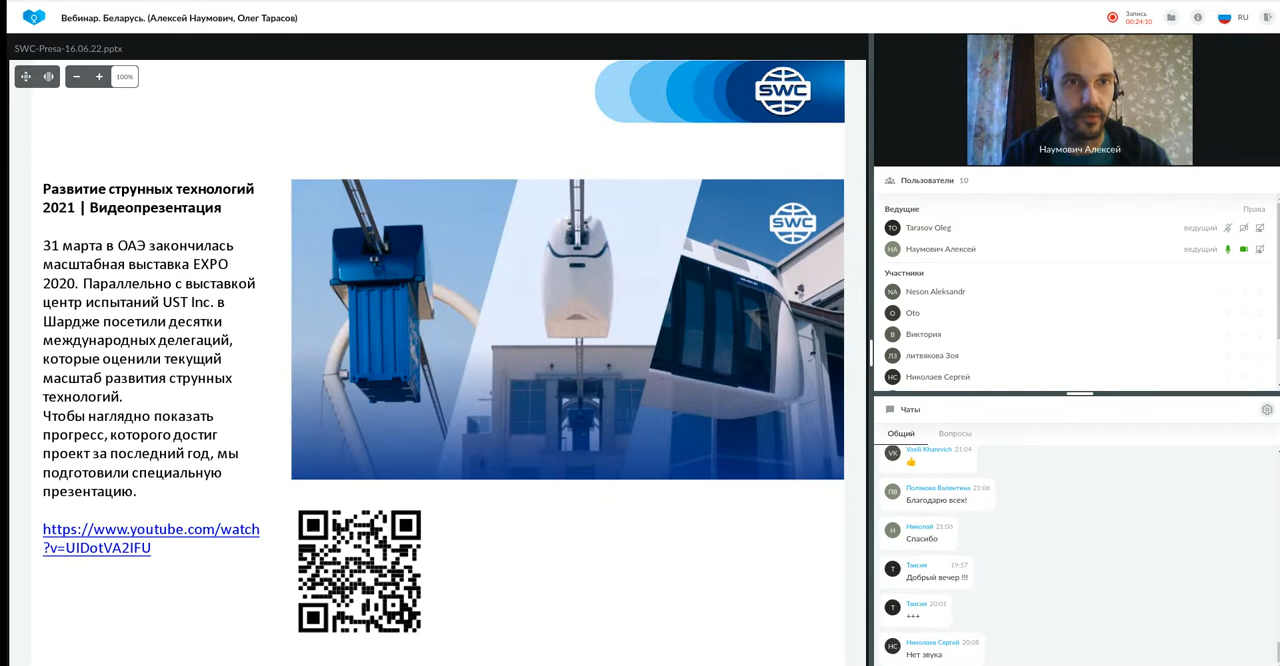 Вебинар. Беларусь. (Алексей Наумович, Олег Тарасов)
Запись
00:24:10
RU
SWC-Presa-16.06.22.pptx
100%
SWC
Развитие струнных технологий
2021 | Видеопрезентация
31 марта в ОАЭ закончилась
масштабная выставка EXPO
2020. Параллельно с выставкой
центр испытаний UST Inc. в
Шардже посетили десятки
международных делегаций,
которые оценили текущий
масштаб развития струнных
технологий.
Чтобы наглядно показать
прогресс, которого достиг
проект за последний год, мы
подготовили специальную
презентацию.
https://www.youtube.com/watch
?v=UIDotVA2IFU
SWC
Наумович Алексей
Пользователи 10
Ведущие Права
TO Tarasov Oleg ведущий
НА Наумович Алексей ведущий
Участники
NA Neson Aleksandr
O Oto
В Виктория
ЛЗ литвякова Зоя
НС Николаев Сергей
Чаты
Общий Вопросы
VK Vasili Kharevich 21:04
👍
ПВ Полякова Валентина 21:06
Благодарю всех!
Н Николай 21:06
Спасибо
Т Таисия 19:57
Добрый вечер !!!
Т Таисия 20:01
+++
НС Николаев Сергей 20:08
Нет звука